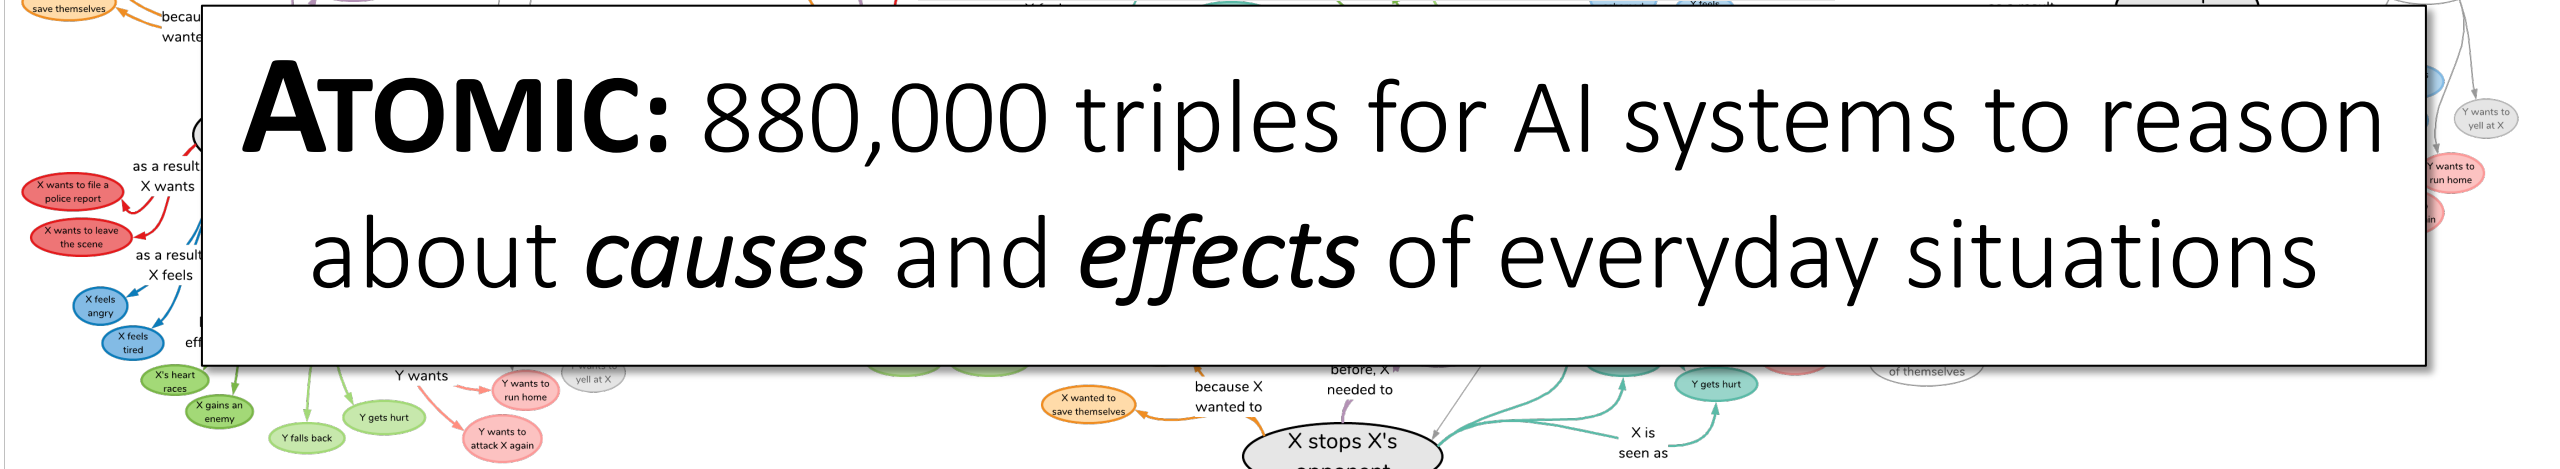 save themselves
becau
wante
ATOMIC: 880,000 triples for AI systems to reason
about causes and effects of everyday situations
as a result
X wants
X wants to file a
police report
X wants to leave
the scene
as a result
X feels
X feels
angry
X feels
tired
eff
X's heart
races
X gains an
enemy
Y falls back
Y gets hurt
Y wants
Y wants to
run home
Y wants to
attack X again
yell at X
X wanted to
save themselves
because X
wanted to
before, X
needed to
X stops X's
X is
seen as
Y gets hurt
of themselves
Y wants to
yell at X
Y wants to
run home